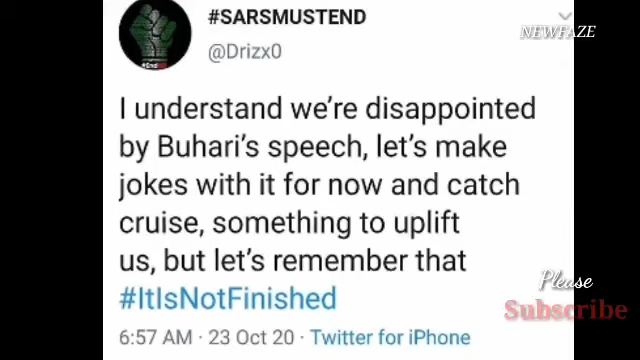 #SARSMUSTEND
NEWFAZE
@Drizx0
I understand we're disappointed
by Buhari's speech, let's make
jokes with it for now and catch
cruise, something to uplift
us, but let's remember that
#ItIsNotFinished
Please
Subscribe
6:57 AM · 23 Oct 20 · Twitter for iPhone